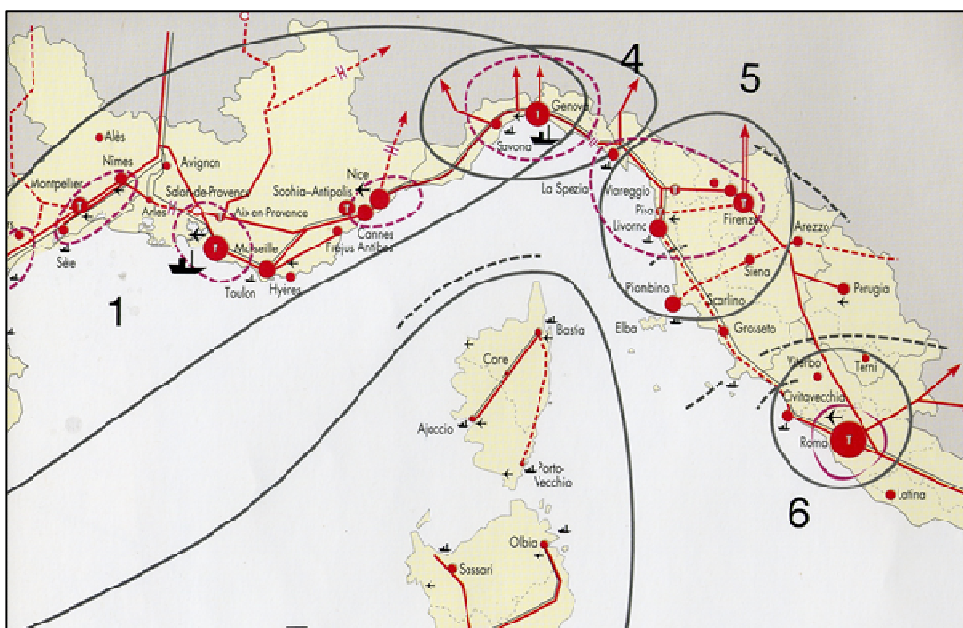 4
5
Alès
Genova
Savona
Nîmes
Avignon
Montpellier
Salon-de-Provence
Sophia-Antipolis
Nice
La Spezia
Viareggio
Arles
Aix-en-Provence
Pisa
Firenze
Cannes
Marseille
Fréjus Antibes
Livorno
Arezzo
Sète
Siena
Toulon
Hyères
Piombino
Perugia
1
Scarlino
Elba
Grosseto
Bastia
Corte
Viterbo
Terni
Civitavecchia
Ajaccio
Roma
Porto
Vecchio
Latina
6
Olbia
Sassari
H
H
H
H